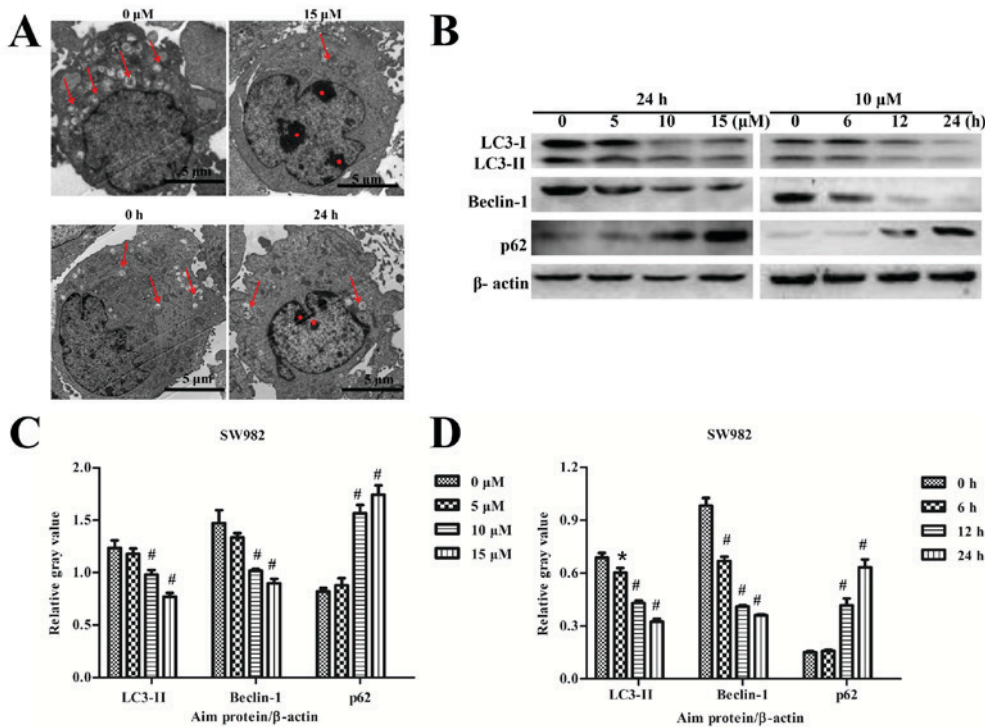 A
0 μM
15 μM
5 μm
5 μm
0 h
24 h
5 μm
5 μm
B
24 h
10 μM
0 5 10 15 (μM)
0 6 12 24 (h)
LC3-I
LC3-II
Beclin-1
p62
β- actin
C
SW982
Relative gray value
2.0
1.5
1.0
0.5
0.0
# #
# #
# #
LC3-II Beclin-1 p62
Aim protein/β-actin
0 μM
5 μM
10 μM
15 μM
D
SW982
Relative gray value
1.2
0.9
0.6
0.3
0.0
* # #
# # #
# #
LC3-II Beclin-1 p62
Aim protein/β-actin
0 h
6 h
12 h
24 h